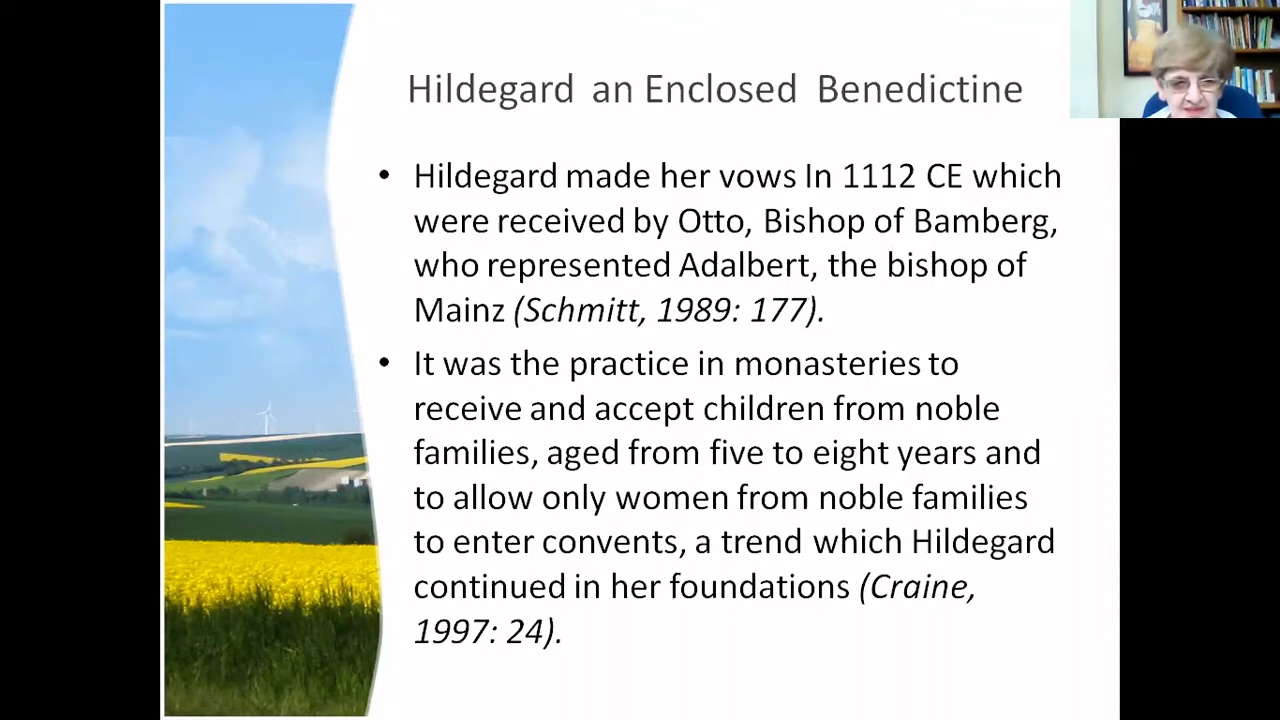 Hildegard an Enclosed Benedictine
• Hildegard made her vows In 1112 CE which
were received by Otto, Bishop of Bamberg,
who represented Adalbert, the bishop of
Mainz (Schmitt, 1989: 177).
• It was the practice in monasteries to
receive and accept children from noble
families, aged from five to eight years and
to allow only women from noble families
to enter convents, a trend which Hildegard
continued in her foundations (Craine,
1997: 24).